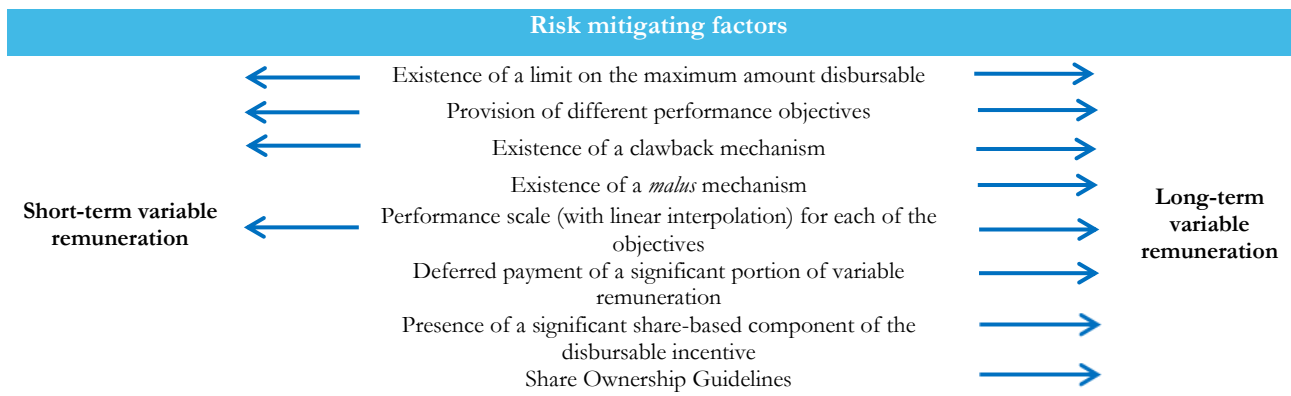 Risk mitigating factors
Existence of a limit on the maximum amount disbursable
Provision of different performance objectives
Existence of a clawback mechanism
Existence of a malus mechanism
Short-term variable
remuneration
Performance scale (with linear interpolation) for each of the
objectives
Long-term
variable
remuneration
Deferred payment of a significant portion of variable
remuneration
Presence of a significant share-based component of the
disbursable incentive
Share Ownership Guidelines